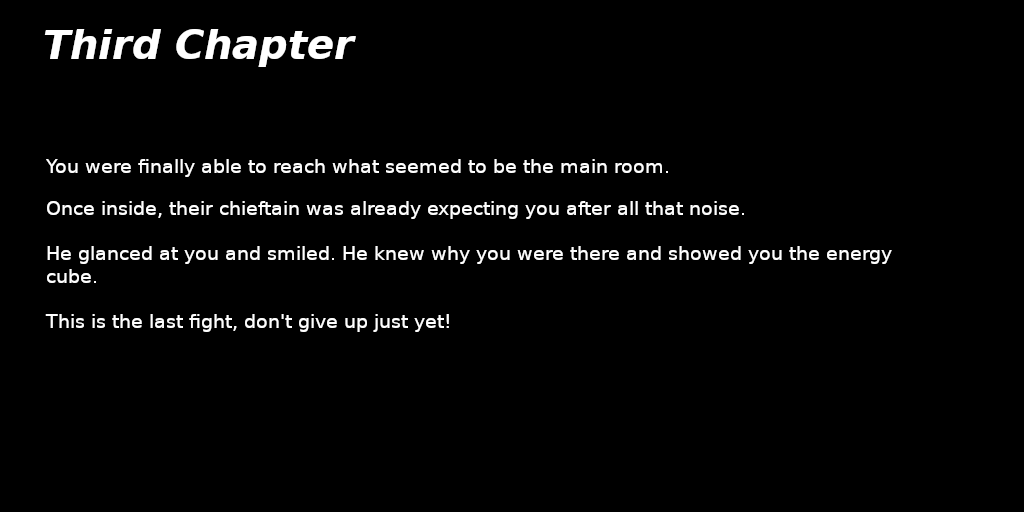 Third Chapter
You were finally able to reach what seemed to be the main room.
Once inside, their chieftain was already expecting you after all that noise.
He glanced at you and smiled. He knew why you were there and showed you the energy
cube.
This is the last fight, don't give up just yet!